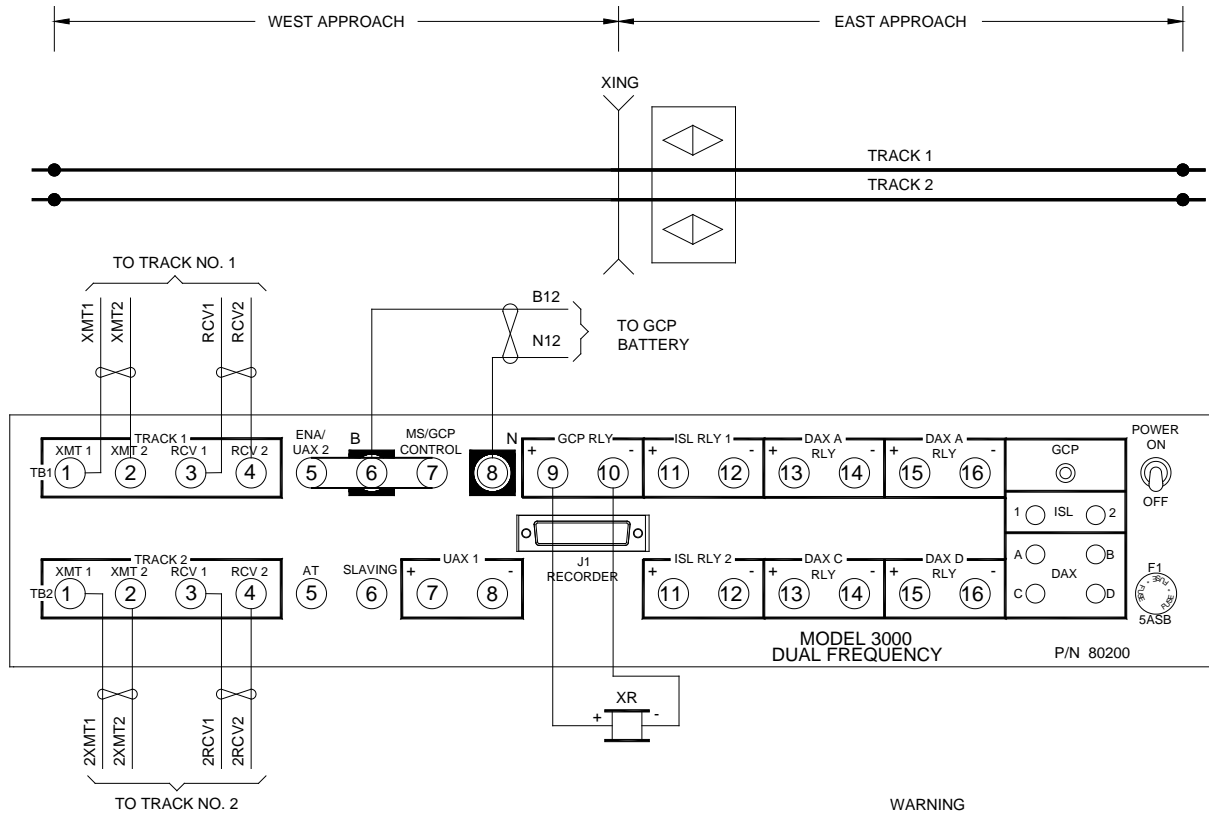 WEST APPROACH
EAST APPROACH
XING
TRACK 1
TRACK 2
TO TRACK NO. 1
XMT1
XMT2
RCV1
RCV2
B12
N12
TO GCP
BATTERY
TRACK 1
XMT 1
XMT 2
RCV 1
RCV 2
TB1
1
2
3
4
ENA/
UAX 2
5
B
6
MS/GCP
CONTROL
7
N
8
GCP RLY
+
-
9
10
ISL RLY 1
+
-
11
12
DAX A
RLY
+
-
13
14
DAX A
RLY
+
-
15
16
GCP
1
ISL
2
A
B
DAX
C
D
POWER
ON
OFF
J1
RECORDER
TRACK 2
XMT 1
XMT 2
RCV 1
RCV 2
TB2
1
2
3
4
AT
5
SLAVING
6
UAX 1
+
-
7
8
ISL RLY 2
+
-
11
12
DAX C
RLY
+
-
13
14
DAX D
RLY
+
-
15
16
F1
FUSE - FUSE - FUSE -
5ASB
MODEL 3000
DUAL FREQUENCY
P/N 80200
XR
+
-
2XMT1
2XMT2
2RCV1
2RCV2
TO TRACK NO. 2
WARNING